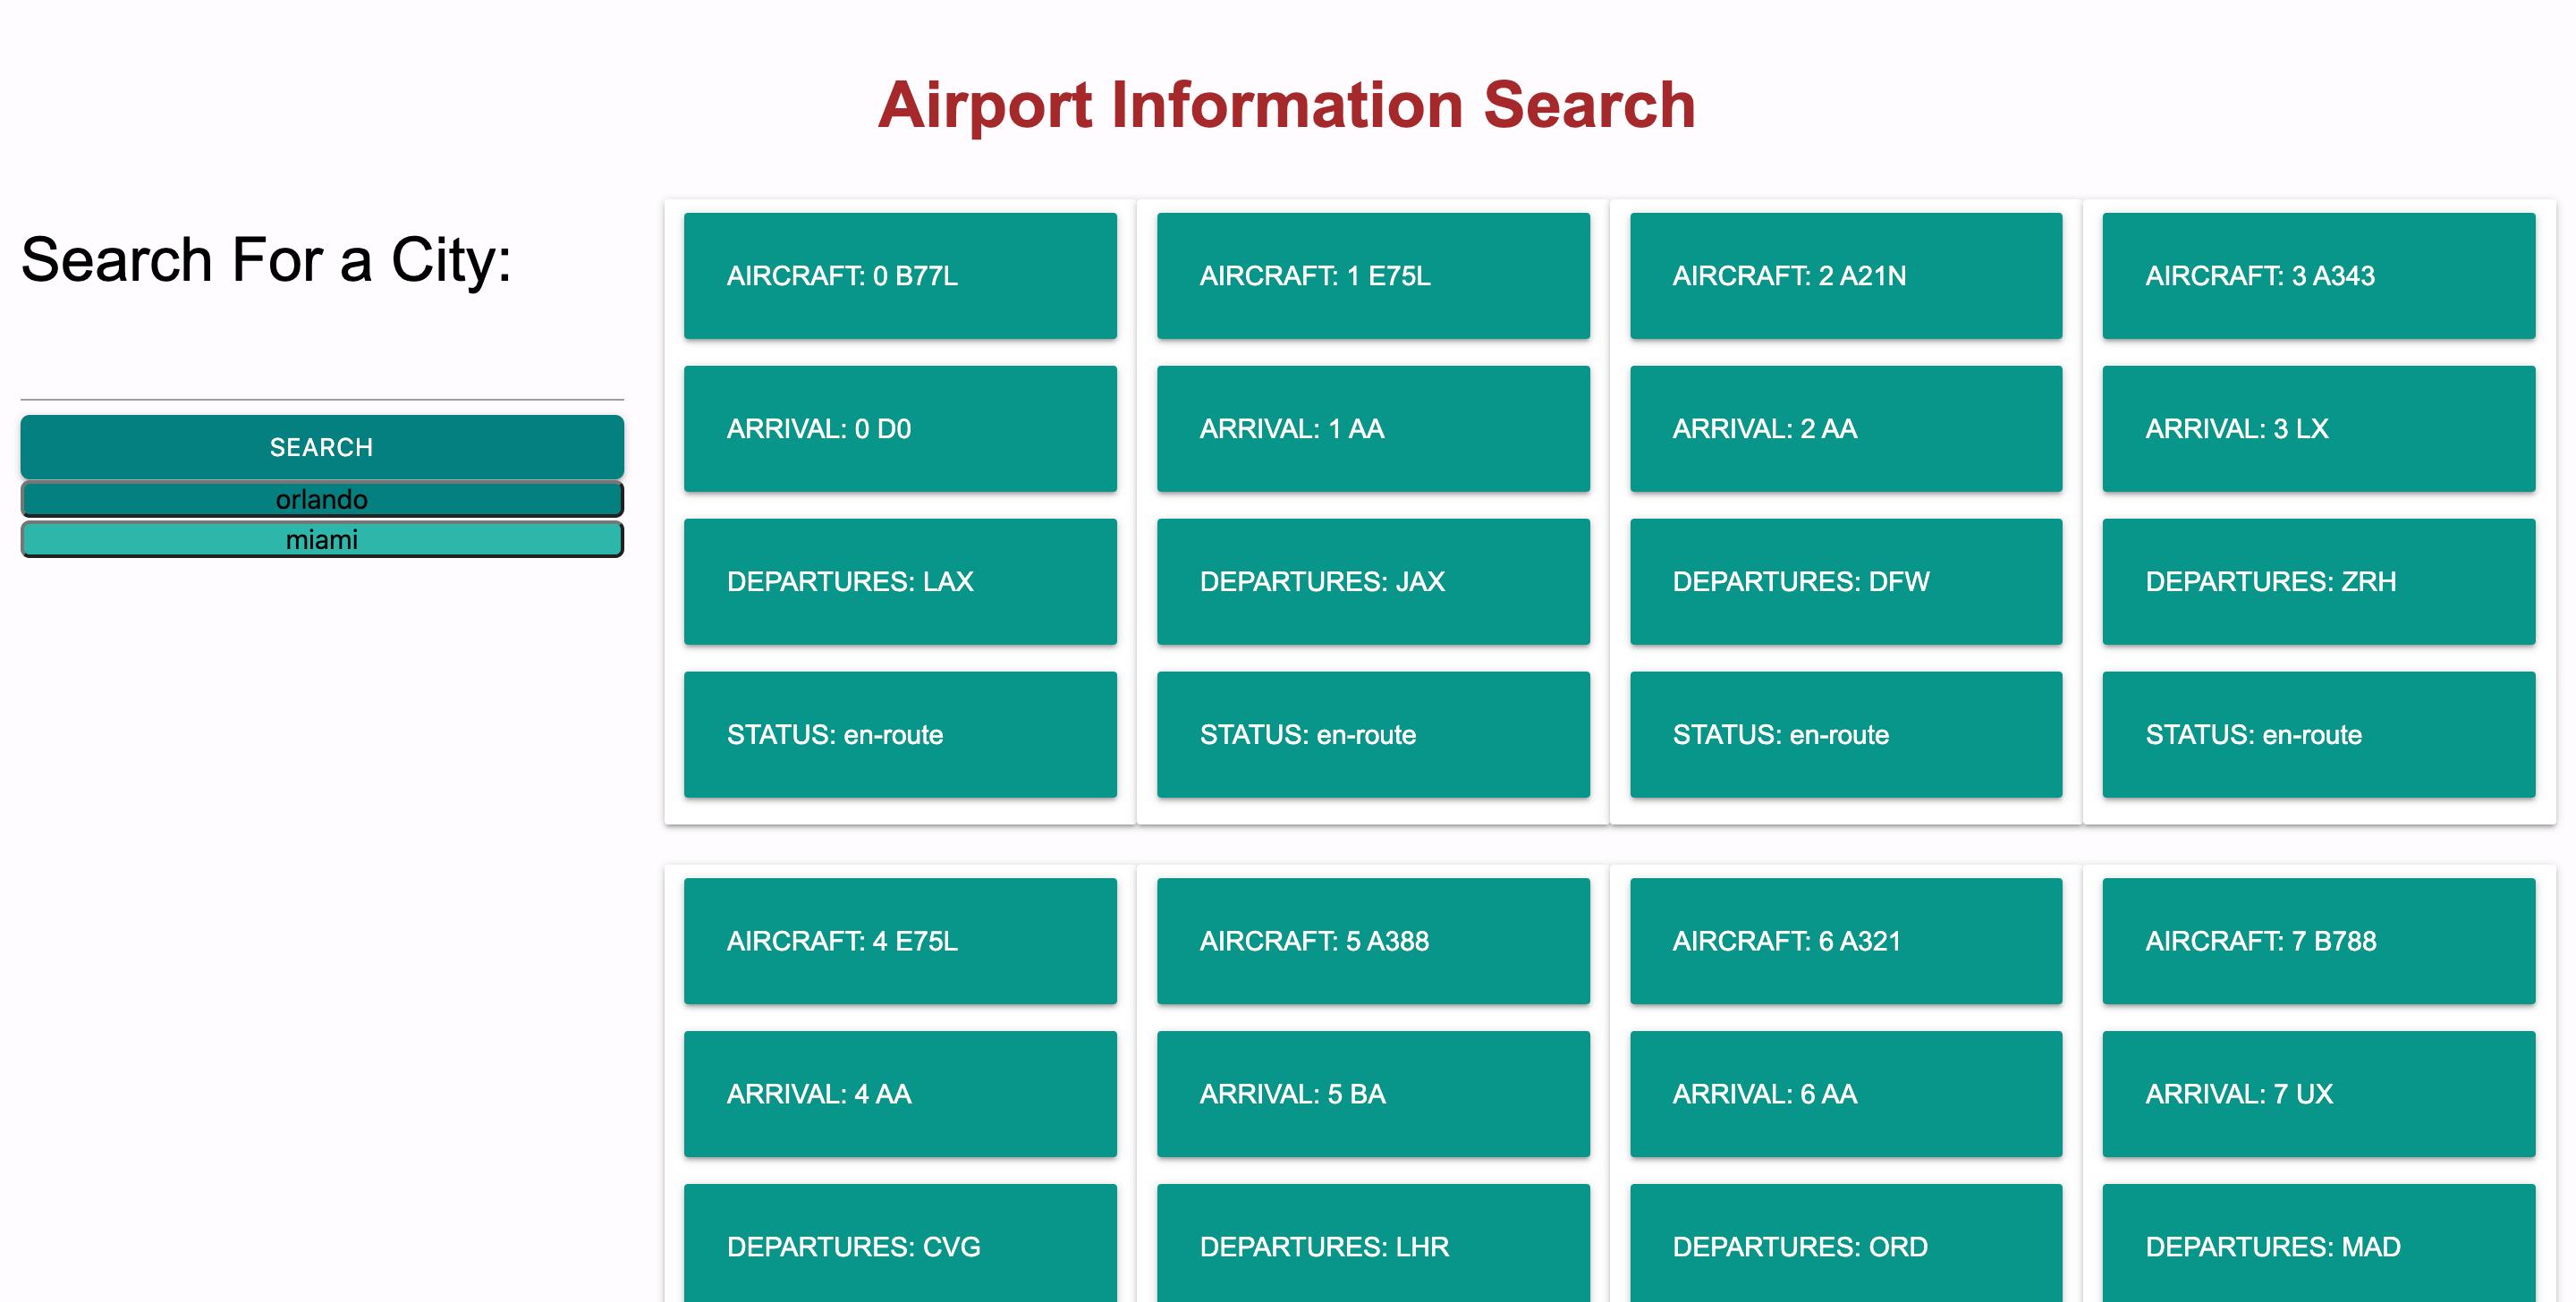 Airport Information Search
Search For a City:
SEARCH
orlando
miami
AIRCRAFT: 0 B77L
ARRIVAL: 0 D0
DEPARTURES: LAX
STATUS: en-route
AIRCRAFT: 1 E75L
ARRIVAL: 1 AA
DEPARTURES: JAX
STATUS: en-route
AIRCRAFT: 2 A21N
ARRIVAL: 2 AA
DEPARTURES: DFW
STATUS: en-route
AIRCRAFT: 3 A343
ARRIVAL: 3 LX
DEPARTURES: ZRH
STATUS: en-route
AIRCRAFT: 4 E75L
ARRIVAL: 4 AA
DEPARTURES: CVG
AIRCRAFT: 5 A388
ARRIVAL: 5 BA
DEPARTURES: LHR
AIRCRAFT: 6 A321
ARRIVAL: 6 AA
DEPARTURES: ORD
AIRCRAFT: 7 B788
ARRIVAL: 7 UX
DEPARTURES: MAD